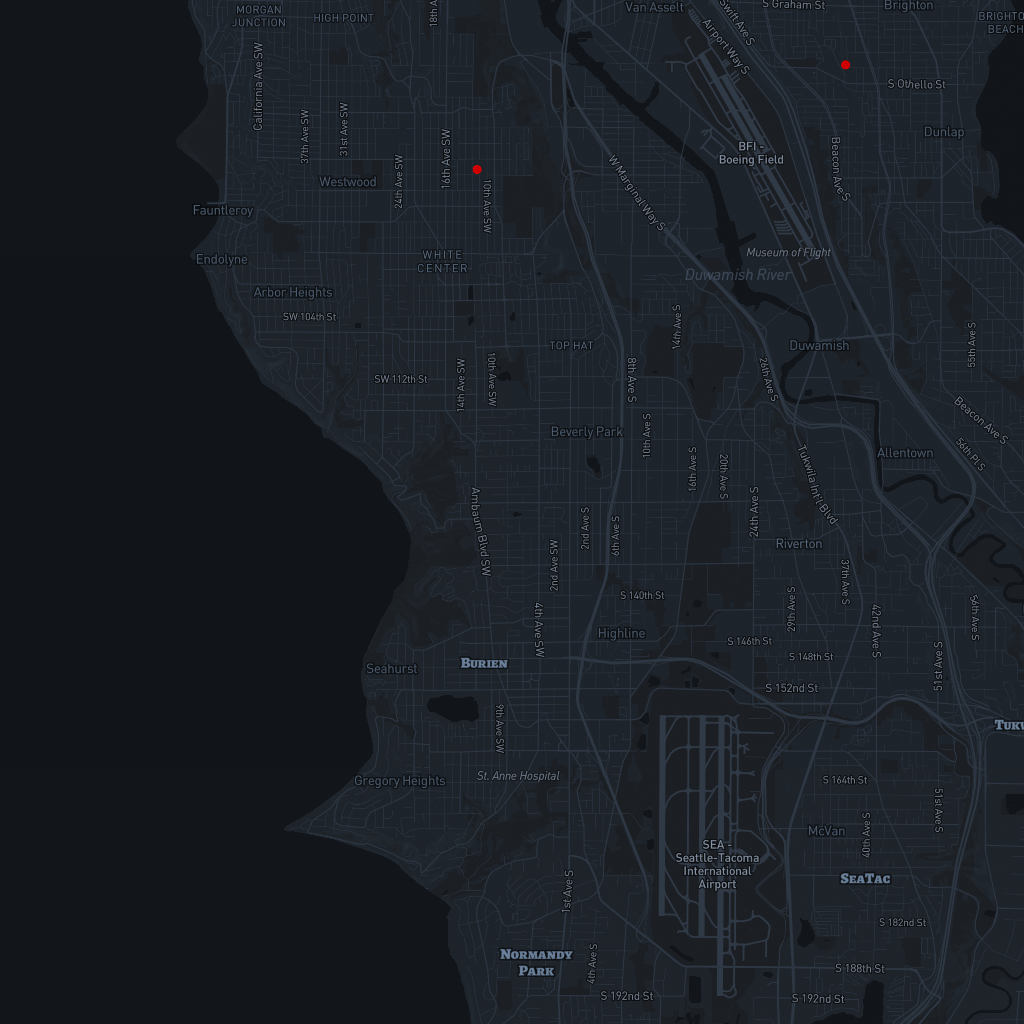 MORGAN
JUNCTION
HIGH POINT
18th A
Van Asselt
Swift Ave S
S Graham St
Brighton
BRIGHTO
BEACH
Airport Way S
California Ave SW
S Othello St
37th Ave SW
31st Ave SW
16th Ave SW
24th Ave SW
Westwood
10th Ave SW
W Marginal Way S
BFI -
Boeing Field
Beacon Ave S
Dunlap
Fauntleroy
Endolyne
WHITE
CENTER
Museum of Flight
Duwamish River
Arbor Heights
SW 104th St
14th Ave S
TOP HAT
Duwamish
55th Ave S
SW 112th St
14th Ave SW
10th Ave SW
8th Ave S
26th Ave S
Beacon Ave S
56th Pl S
Beverly Park
10th Ave S
16th Ave S
20th Ave S
24th Ave S
Tukwila Int'l Blvd
Allentown
Ambaum Blvd SW
2nd Ave SW
2nd Ave S
6th Ave S
Riverton
37th Ave S
S 140th St
29th Ave S
42nd Ave S
56th Ave S
4th Ave SW
Highline
S 146th St
S 148th St
51st Ave S
Seahurst
BURIEN
S 152nd St
9th Ave SW
TUKW
Gregory Heights
St. Anne Hospital
S 164th St
51st Ave S
McVan
40th Ave S
SEA -
Seattle-Tacoma
International
Airport
SEATAC
1st Ave S
S 182nd St
NORMANDY
PARK
4th Ave S
S 188th St
S 192nd St
S 192nd St